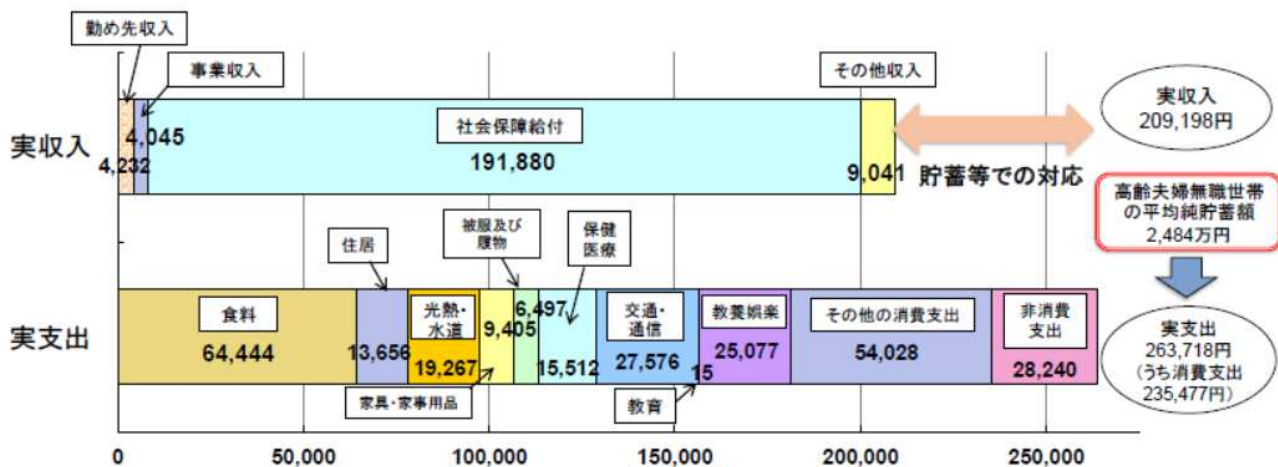 勤め先収入
事業収入
その他収入
実収入
4,232
4,045
社会保障給付
191,880
9,041
貯蓄等での対応
実収入
209,198円
高齢夫婦無職世帯
の平均純貯蓄額
2,484万円
住居
被服及び
履物
保健
医療
実支出
食料
64,444
13,656
光熱・
水道
19,267
9,405
6,497
15,512
交通・
通信
27,576
15
教養娯楽
25,077
その他の消費支出
54,028
非消費
支出
28,240
実支出
263,718円
(うち消費支出
235,477円)
家具・家事用品
教育
0
50,000
100,000
150,000
200,000
250,000